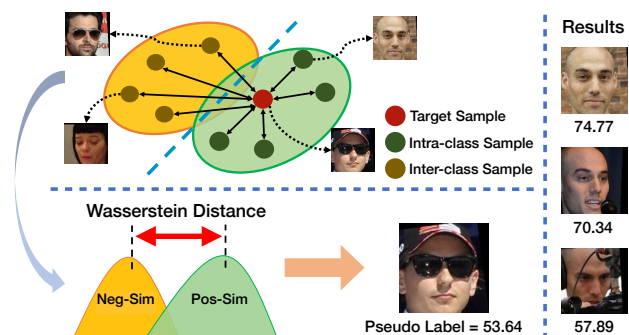 Results
Target Sample
Intra-class Sample
Inter-class Sample
74.77
70.34
57.89
Wasserstein Distance
Neg-Sim
Pos-Sim
Pseudo Label = 53.64